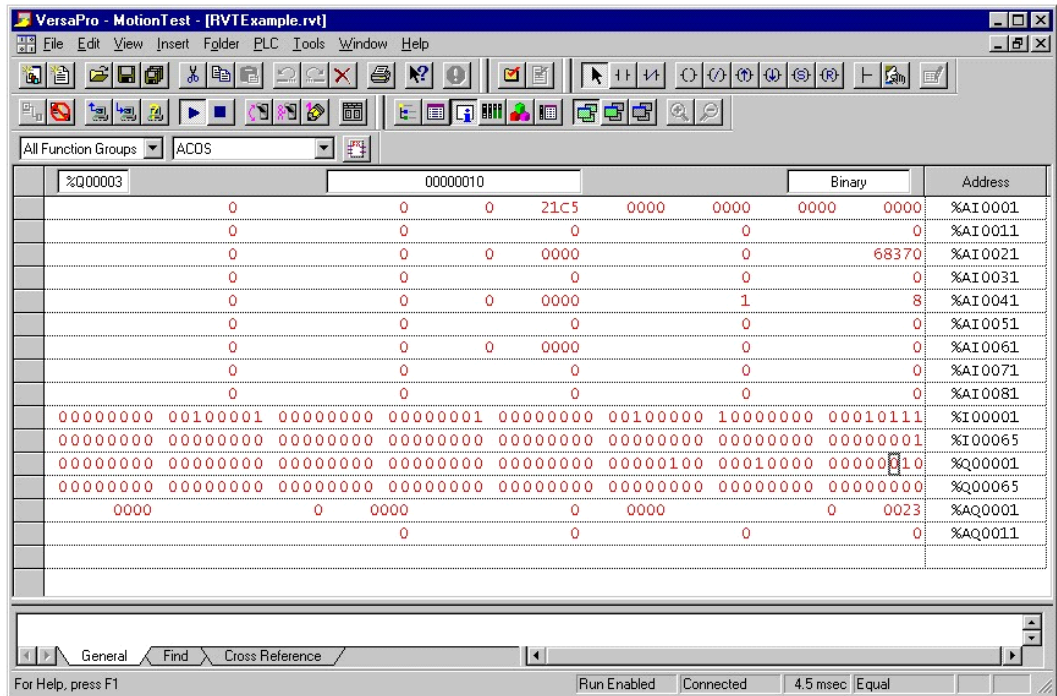 VersaPro - MotionTest - [RVTExample.rvt]
File Edit View Insert Folder PLC Tools Window Help
All Function Groups ACOS
%Q00003 00000010 Binary Address
0 0 0 21C5 0000 0000 0000 0000 %AI0001
0 0 0 0 0 %AI0011
0 0 0 0000 0 68370 %AI0021
0 0 0 0 0 %AI0031
0 0 0 0000 1 8 %AI0041
0 0 0 0 0 %AI0051
0 0 0 0000 0 0 %AI0061
0 0 0 0 0 %AI0071
0 0 0 0 0 %AI0081
00000000 00100001 00000000 00000001 00000000 00100000 10000000 00010111 %I00001
00000000 00000000 00000000 00000000 00000000 00000000 00000000 00000001 %I00065
00000000 00000000 00000000 00000000 00000000 00000100 00010000 00000010 %Q00001
00000000 00000000 00000000 00000000 00000000 00000000 00000000 00000000 %Q00065
0000 0 0000 0 0000 0 0023 %AQ0001
0 0 0 0 %AQ0011
General Find Cross Reference
For Help, press F1 Run Enabled Connected 4.5 msec Equal